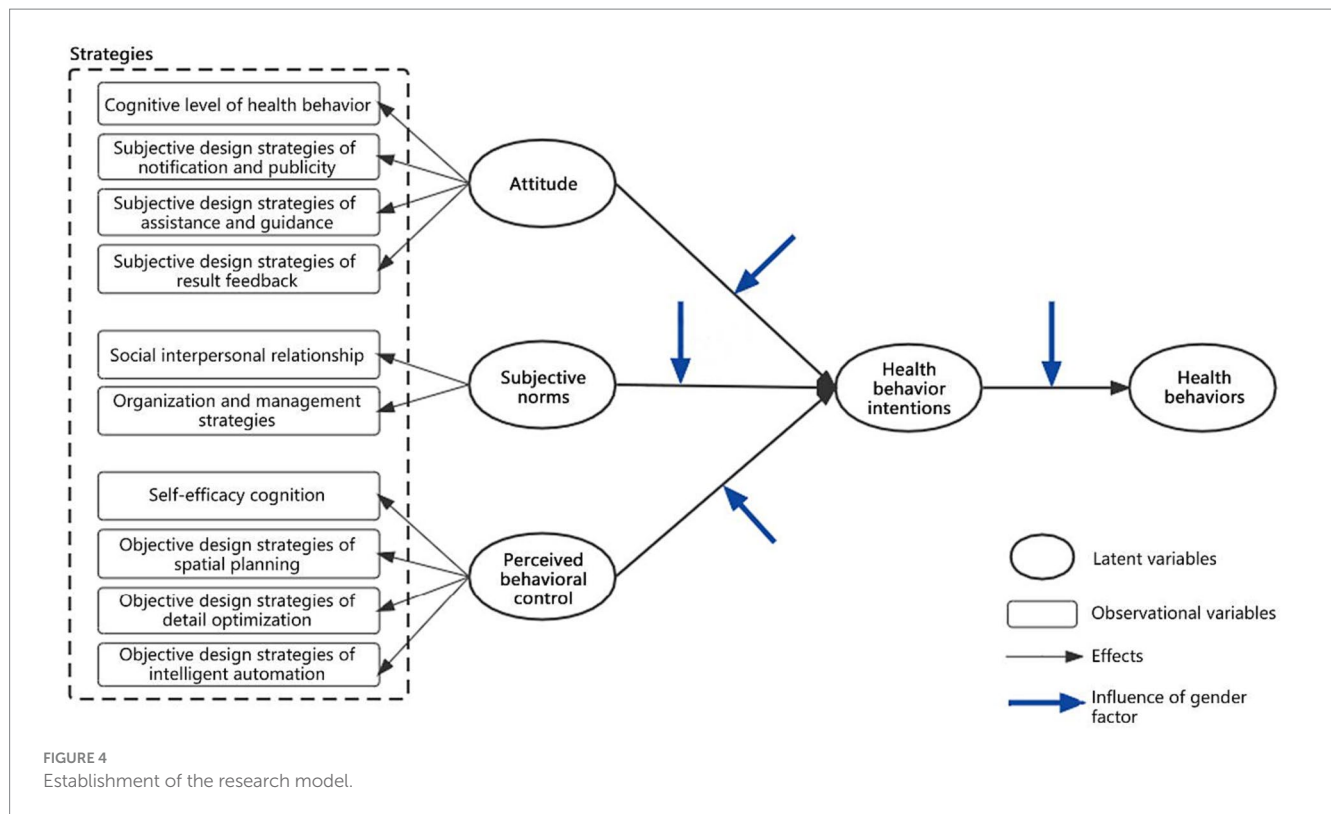 Strategies
Cognitive level of health behavior
Subjective design strategies of
notification and publicity
Subjective design strategies of
assistance and guidance
Subjective design strategies of
result feedback
Social interpersonal relationship
Organization and management
strategies
Self-efficacy cognition
Objective design strategies of
spatial planning
Objective design strategies of
detail optimization
Objective design strategies of
intelligent automation
Attitude
Subjective
norms
Perceived
behavioral
control
Health
behavior
intentions
Health
behaviors
Latent variables
Observational variables
Effects
Influence of gender
factor
FIGURE 4
Establishment of the research model.